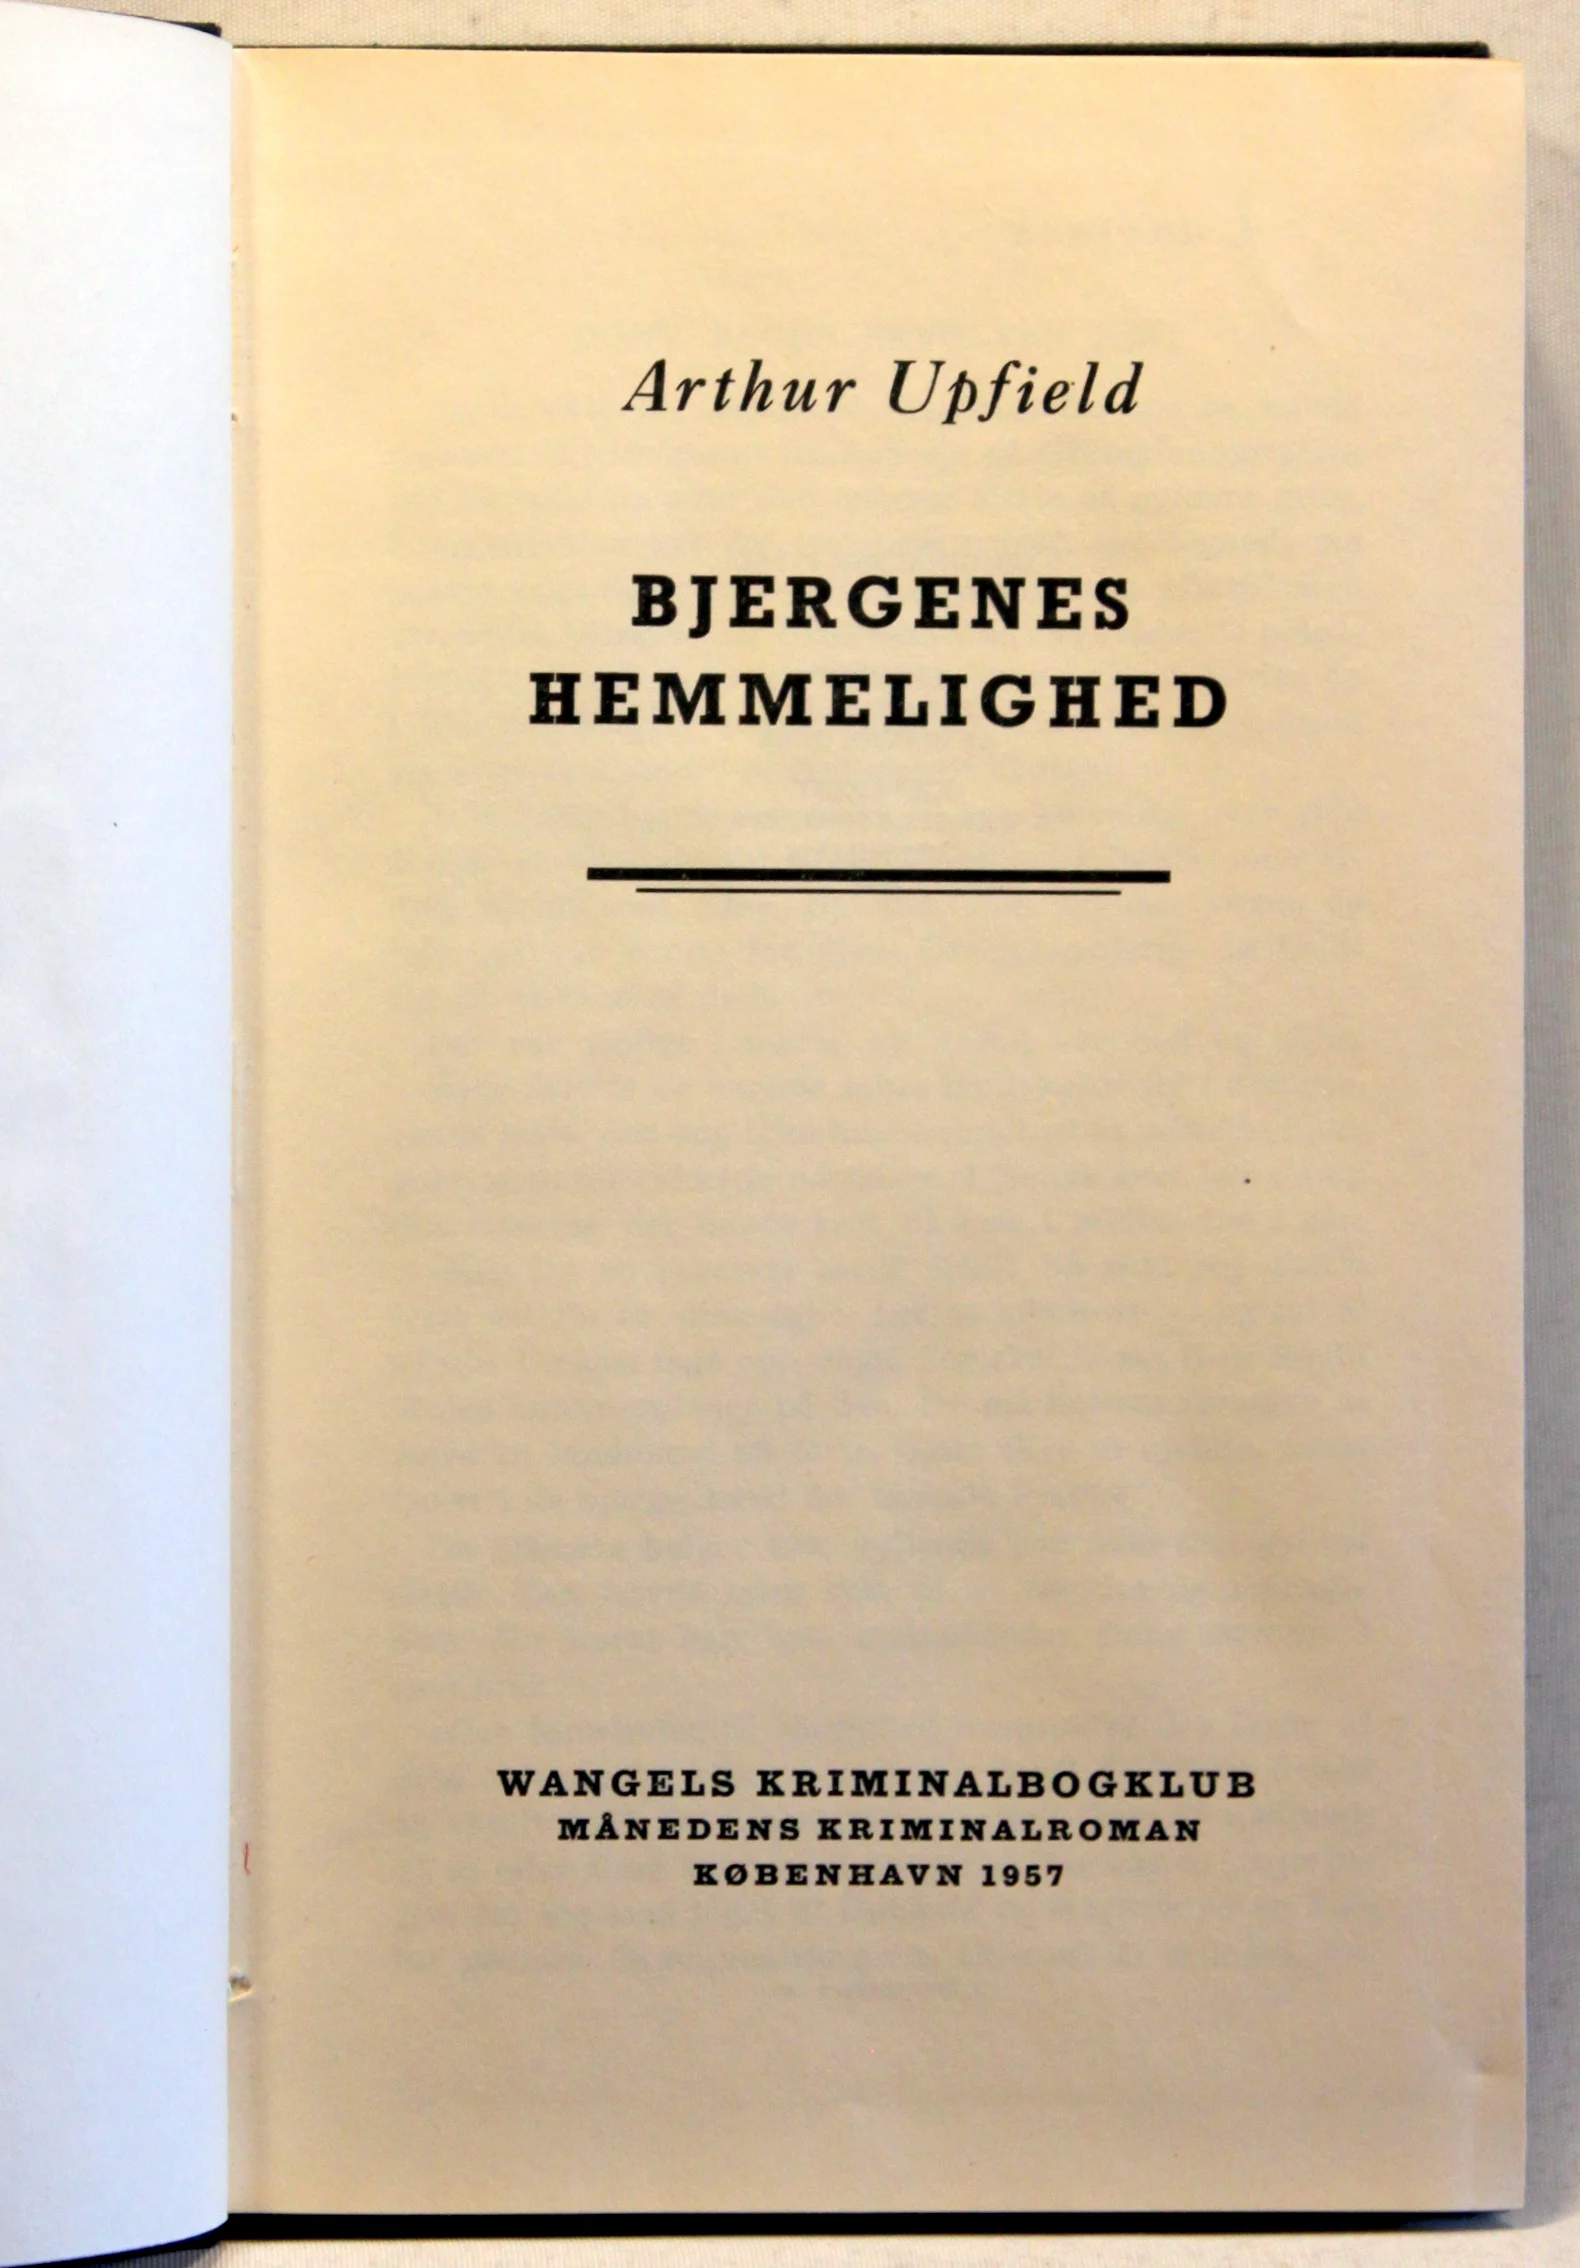 Arthur Upfield
BJERGENES
HEMMELIGHED
WANGELS KRIMINALBOGKLUB
MÅNEDENS KRIMINALROMAN
KØBENHAVN 1957